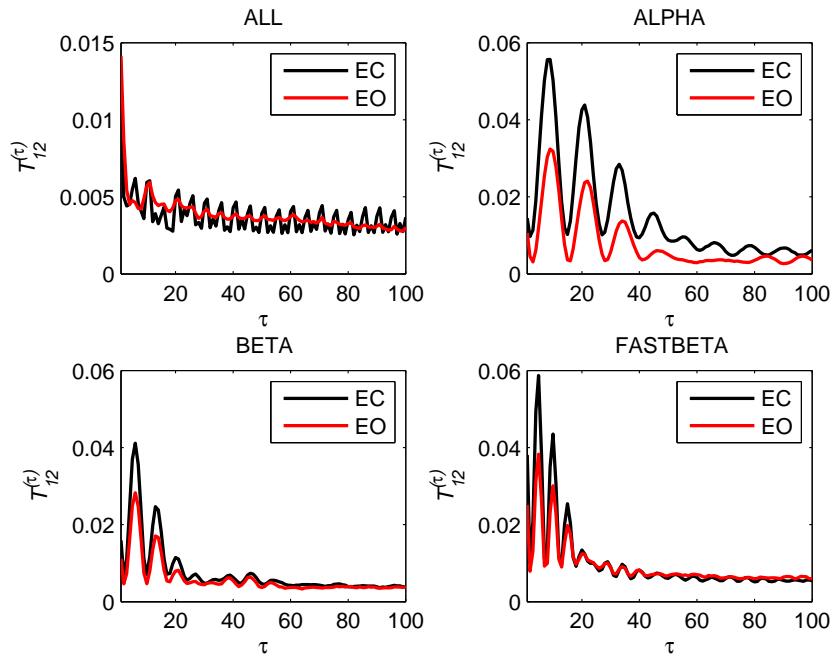 ALL
0.015
0.01
0.005
0
T_{12}^{(τ)}
EC
EO
20 40 60 80 100
τ
ALPHA
0.06
0.04
0.02
0
T_{12}^{(τ)}
EC
EO
20 40 60 80 100
τ
BETA
0.06
0.04
0.02
0
T_{12}^{(τ)}
EC
EO
20 40 60 80 100
τ
FASTBETA
0.06
0.04
0.02
0
T_{12}^{(τ)}
EC
EO
20 40 60 80 100
τ